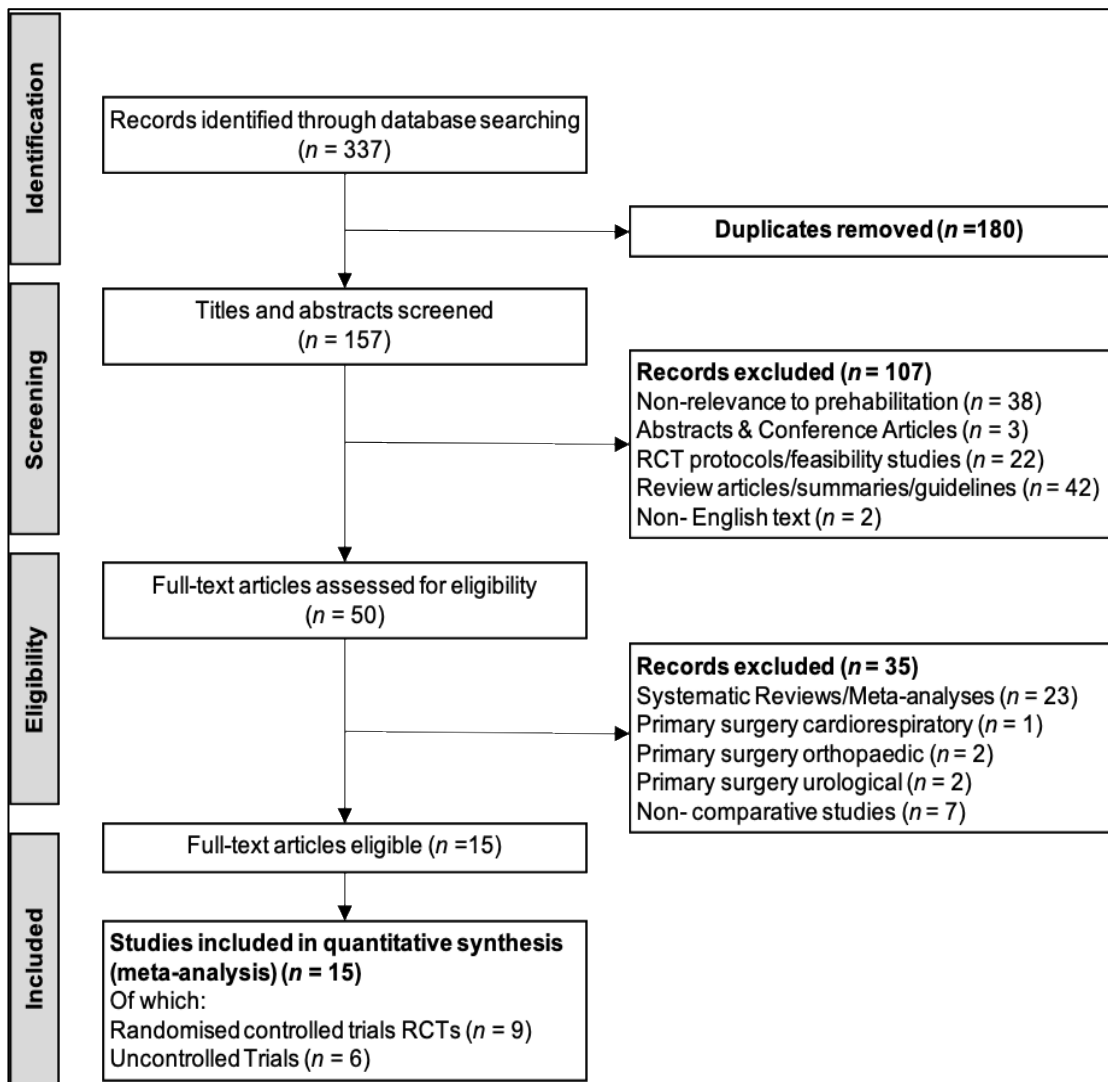 Identification
Records identified through database searching
(n = 337)
Duplicates removed (n =180)
Screening
Titles and abstracts screened
(n = 157)
Records excluded (n = 107)
Non-relevance to prehabilitation (n = 38)
Abstracts & Conference Articles (n = 3)
RCT protocols/feasibility studies (n = 22)
Review articles/summaries/guidelines (n = 42)
Non- English text (n = 2)
Eligibility
Full-text articles assessed for eligibility
(n = 50)
Records excluded (n = 35)
Systematic Reviews/Meta-analyses (n = 23)
Primary surgery cardiorespiratory (n = 1)
Primary surgery orthopaedic (n = 2)
Primary surgery urological (n = 2)
Non- comparative studies (n = 7)
Full-text articles eligible (n =15)
Included
Studies included in quantitative synthesis
(meta-analysis) (n = 15)
Of which:
Randomised controlled trials RCTs (n = 9)
Uncontrolled Trials (n = 6)